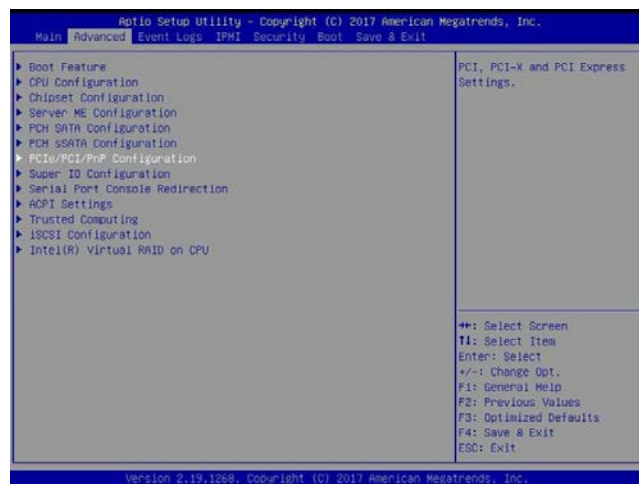 Aptio Setup Utility - Copyright (C) 2017 American Megatrends, Inc.
Main Advanced Event Logs IPMI Security Boot Save & Exit
Boot Feature
CPU Configuration
Chipset Configuration
Server ME Configuration
PCH SATA Configuration
PCH sSATA Configuration
PCIe/PCI/PnP Configuration
Super IO Configuration
Serial Port Console Redirection
ACPI Settings
Trusted Computing
iSCSI Configuration
Intel(R) Virtual RAID on CPU
PCI, PCI-X and PCI Express
Settings.
→←: Select Screen
↑↓: Select Item
Enter: Select
+/-: Change Opt.
F1: General Help
F2: Previous Values
F3: Optimized Defaults
F4: Save & Exit
ESC: Exit
Version 2.19.1268. Copyright (C) 2017 American Megatrends, Inc.